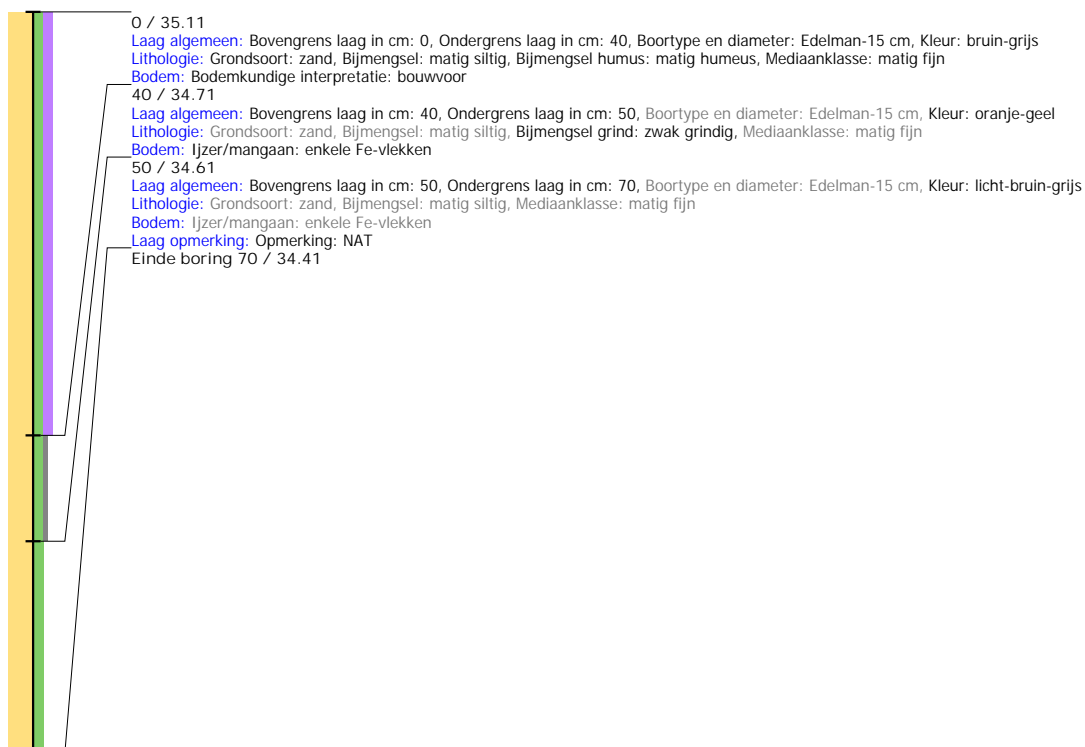 0 / 35.11
Laag algemeen: Bovengrens laag in cm: 0, Ondergrens laag in cm: 40, Boortype en diameter: Edelman-15 cm, Kleur: bruin-grijs
Lithologie: Grondsoort: zand, Bijmengsel: matig siltig, Bijmengsel humus: matig humeus, Mediaanklasse: matig fijn
Bodem: Bodemkundige interpretatie: bouwvoor
40 / 34.71
Laag algemeen: Bovengrens laag in cm: 40, Ondergrens laag in cm: 50, Boortype en diameter: Edelman-15 cm, Kleur: oranje-geel
Lithologie: Grondsoort: zand, Bijmengsel: matig siltig, Bijmengsel grind: zwak grindig, Mediaanklasse: matig fijn
Bodem: Ijzer/mangaan: enkele Fe-vlekken
50 / 34.61
Laag algemeen: Bovengrens laag in cm: 50, Ondergrens laag in cm: 70, Boortype en diameter: Edelman-15 cm, Kleur: licht-bruin-grijs
Lithologie: Grondsoort: zand, Bijmengsel: matig siltig, Mediaanklasse: matig fijn
Bodem: Ijzer/mangaan: enkele Fe-vlekken
Laag opmerking: Opmerking: NAT
Einde boring 70 / 34.41